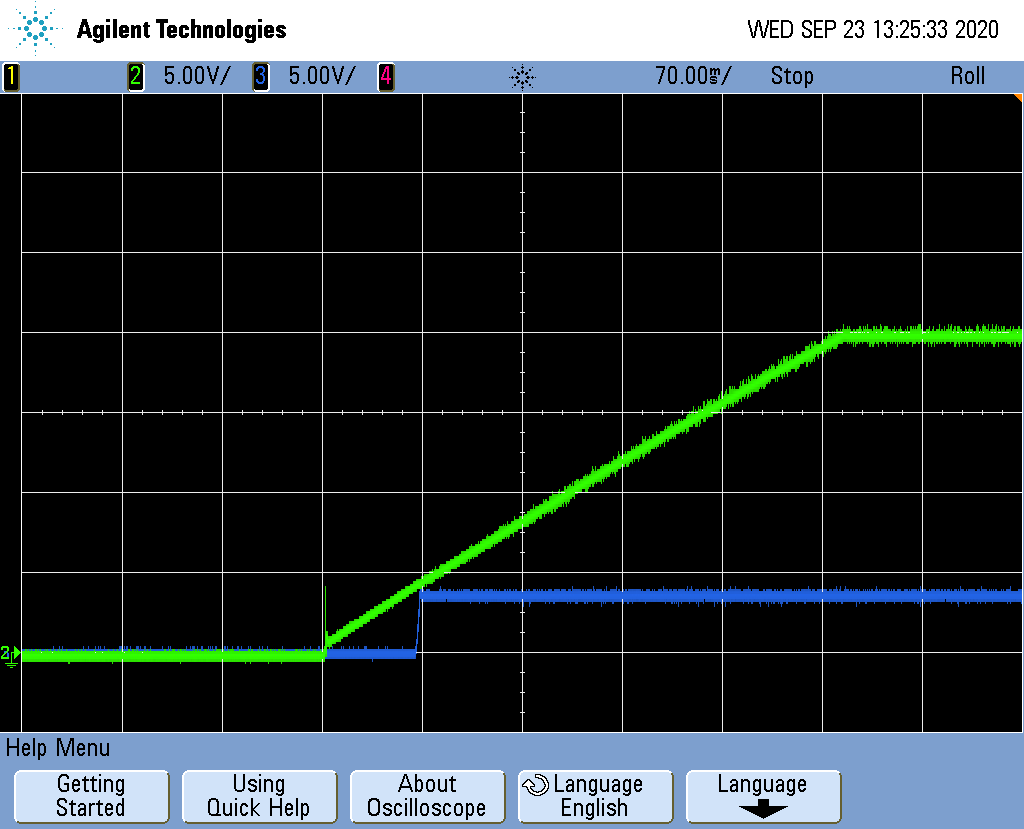 Agilent Technologies
WED SEP 23 13:25:33 2020
1 2 5.00V/ 3 5.00V/ 4 70.00ms/ Stop Roll
2
Help Menu
Getting
Started
Using
Quick Help
About
Oscilloscope
Language
English
Language